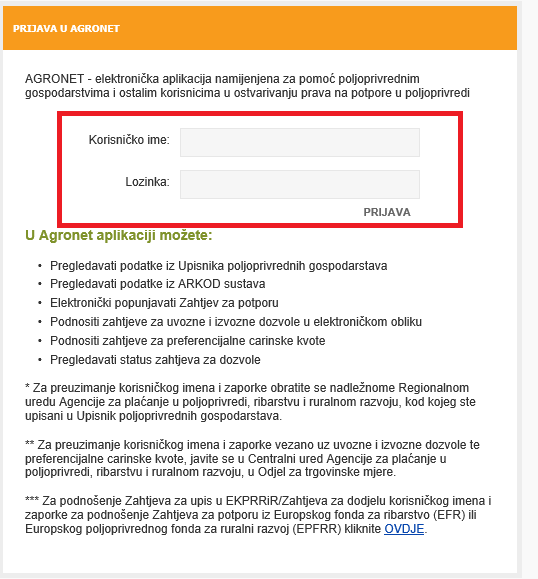 PRIJAVA U AGRONET
AGRONET - elektronička aplikacija namijenjena za pomoć poljoprivrednim
gospodarstvima i ostalim korisnicima u ostvarivanju prava na potpore u poljoprivredi
Korisničko ime:
Lozinka:
PRIJAVA
U Agronet aplikaciji možete:
• Pregledavati podatke iz Upisnika poljoprivrednih gospodarstava
• Pregledavati podatke iz ARKOD sustava
• Elektronički popunjavati Zahtjev za potporu
• Podnositi zahtjeve za uvozne i izvozne dozvole u elektroničkom obliku
• Podnositi zahtjeve za preferencijalne carinske kvote
• Pregledavati status zahtjeva za dozvole
* Za preuzimanje korisničkog imena i zaporke obratite se nadležnome Regionalnom
uredu Agencije za plaćanje u poljoprivredi, ribarstvu i ruralnom razvoju, kod kojeg ste
upisani u Upisnik poljoprivrednih gospodarstava.
** Za preuzimanje korisničkog imena i zaporke vezano uz uvozne i izvozne dozvole te
preferencijalne carinske kvote, javite se u Centralni ured Agencije za plaćanje u
poljoprivredi, ribarstvu i ruralnom razvoju, u Odjel za trgovinske mjere.
*** Za podnošenje Zahtjeva za upis u EKPRRiR/Zahtjeva za dodjelu korisničkog imena i
zaporke za podnošenje Zahtjeva za potporu iz Europskog fonda za ribarstvo (EFR) ili
Europskog poljoprivrednog fonda za ruralni razvoj (EPFRR) kliknite OVDJE.